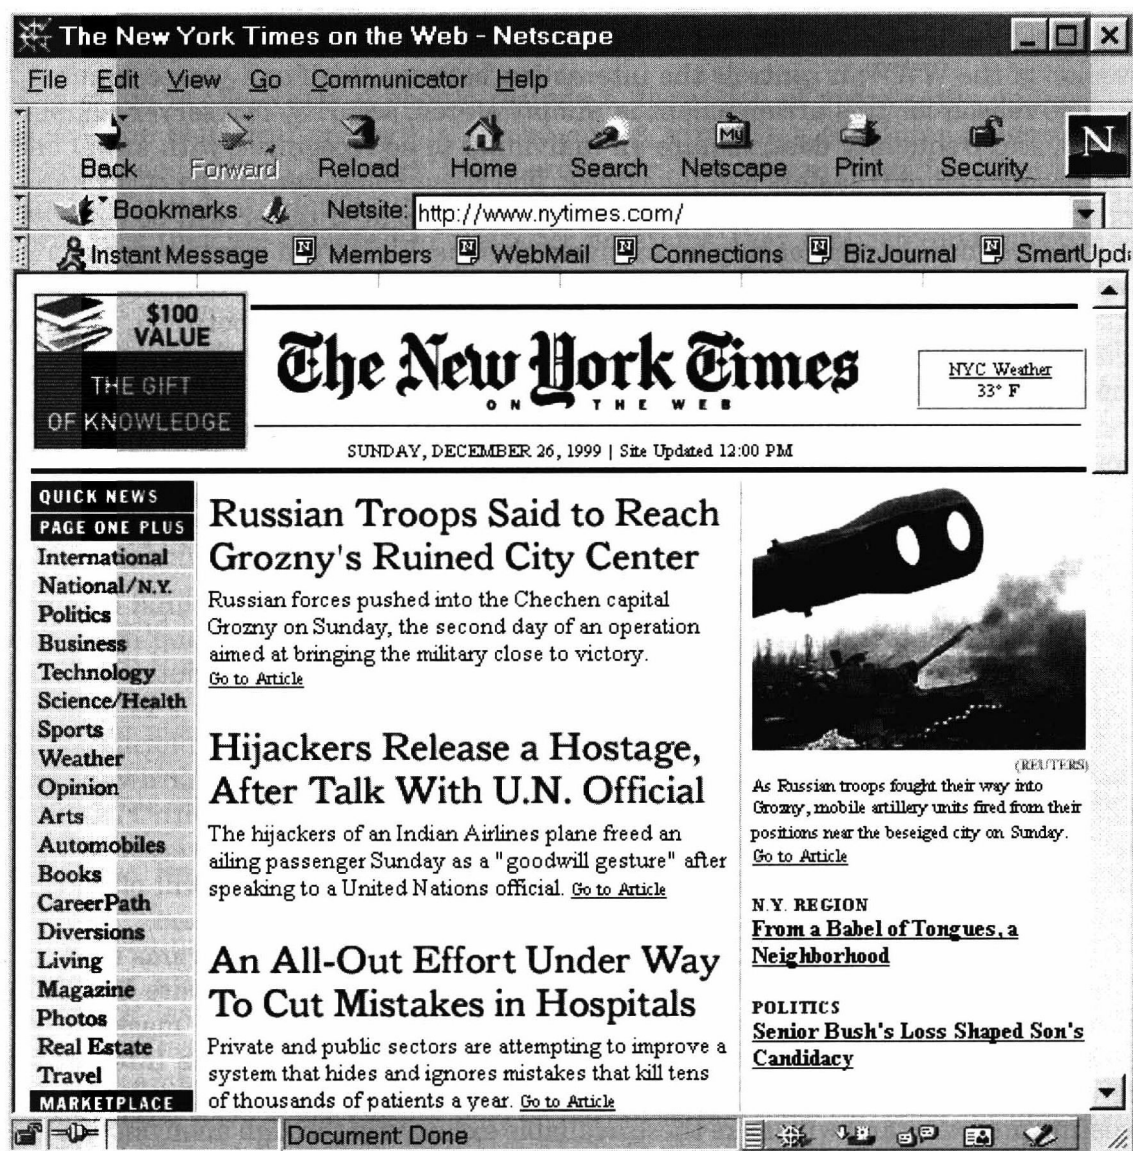 The New York Times on the Web - Netscape
File Edit View Go Communicator Help
Back Forward Reload Home Search Netscape Print Security
My
N
Bookmarks Netsite: http://www.nytimes.com/
Instant Message Members WebMail Connections BizJournal SmartUpd
$100
VALUE
THE GIFT
OF KNOWLEDGE
The New York Times
ON THE WEB
NYC Weather
33° F
SUNDAY, DECEMBER 26, 1999 | Site Updated 12:00 PM
QUICK NEWS
PAGE ONE PLUS
International
National/N.Y.
Politics
Business
Technology
Science/Health
Sports
Weather
Opinion
Arts
Automobiles
Books
CareerPath
Diversions
Living
Magazine
Photos
Real Estate
Travel
MARKETPLACE
Russian Troops Said to Reach
Grozny's Ruined City Center
Russian forces pushed into the Chechen capital
Grozny on Sunday, the second day of an operation
aimed at bringing the military close to victory.
Go to Article
Hijackers Release a Hostage,
After Talk With U.N. Official
The hijackers of an Indian Airlines plane freed an
ailing passenger Sunday as a "goodwill gesture" after
speaking to a United Nations official. Go to Article
An All-Out Effort Under Way
To Cut Mistakes in Hospitals
Private and public sectors are attempting to improve a
system that hides and ignores mistakes that kill tens
of thousands of patients a year. Go to Article
(REUTERS)
As Russian troops fought their way into
Grozny, mobile artillery units fired from their
positions near the beseiged city on Sunday.
Go to Article
N.Y. REGION
From a Babel of Tongues, a
Neighborhood
POLITICS
Senior Bush's Loss Shaped Son's
Candidacy
Document: Done